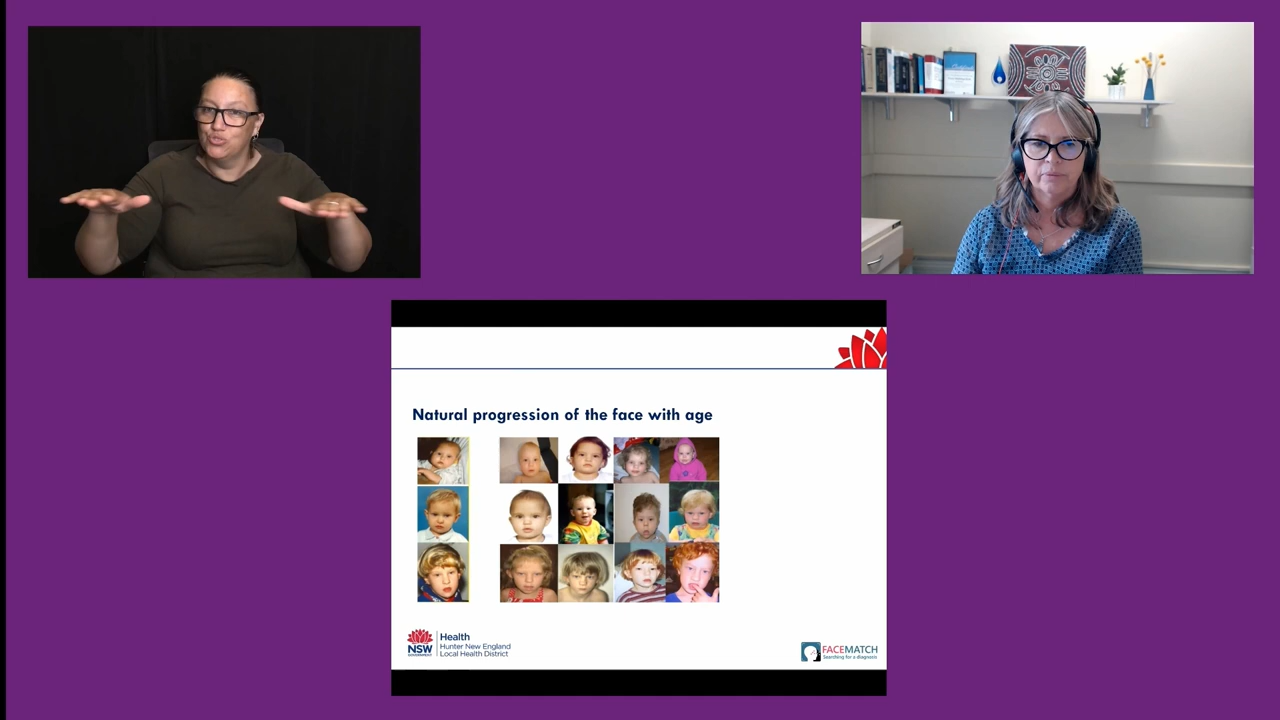 Natural progression of the face with age
NSW
GOVERNMENT
Health
Hunter New England
Local Health District
FACEMATCH
Searching for a diagnosis